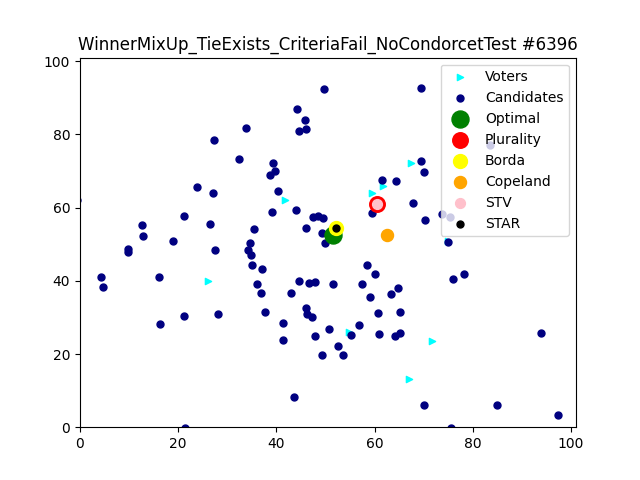 WinnerMixUp_TieExists_CriteriaFail_NoCondorcetTest #6396
100
80
60
40
20
0
0
20
40
60
80
100
Voters
Candidates
Optimal
Plurality
Borda
Copeland
STV
STAR